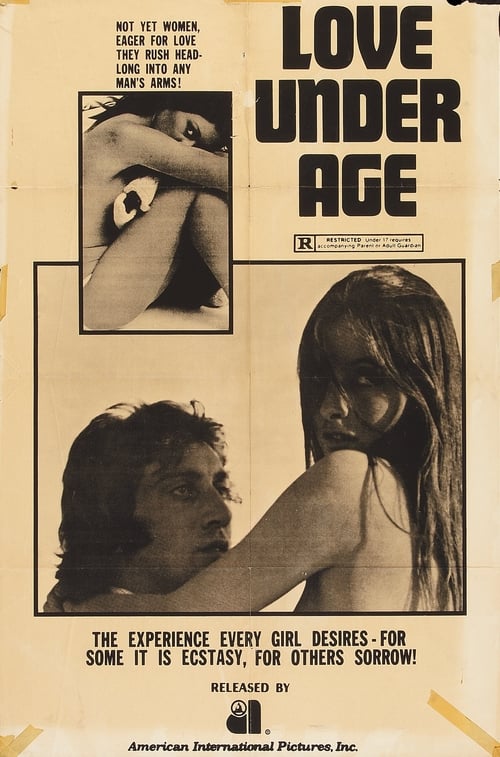 NOT YET WOMEN,
EAGER FOR LOVE
THEY RUSH HEAD-
LONG INTO ANY
MAN'S ARMS!
LOVE
UNDER
AGE
R RESTRICTED Under 17 requires
accompanying Parent or Adult Guardian
THE EXPERIENCE EVERY GIRL DESIRES - FOR
SOME IT IS ECSTASY, FOR OTHERS SORROW!
RELEASED BY
a®
American International Pictures, Inc.